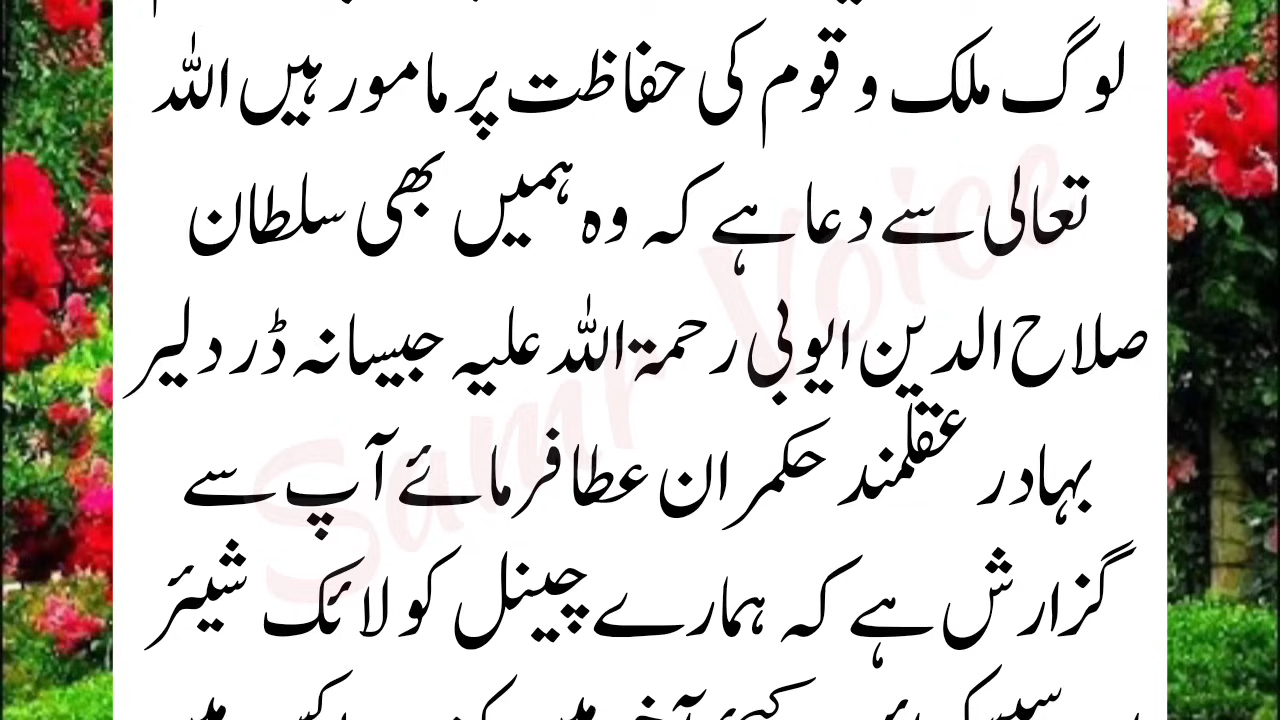 لوگ ملک و قوم کی حفاظت پر مامور ہیں اللہ
تعالی سے دعا ہے کہ وہ ہمیں بھی سلطان
صلاح الدین ایوبی رحمۃ اللہ علیہ جیسا نہ ڈر دلیر
بہادر عقلمند حکمران عطا فرمائے آپ سے
گزارش ہے کہ ہمارے چینل کو لائک شیئر
Samr Voice